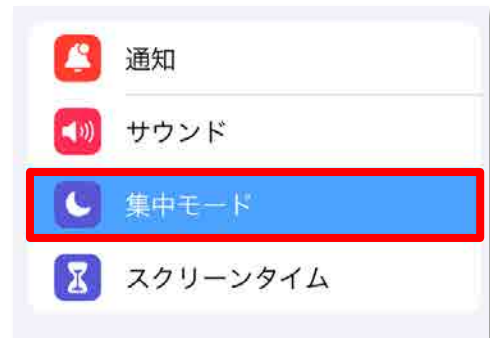 通知
サウンド
集中モード
スクリーンタイム